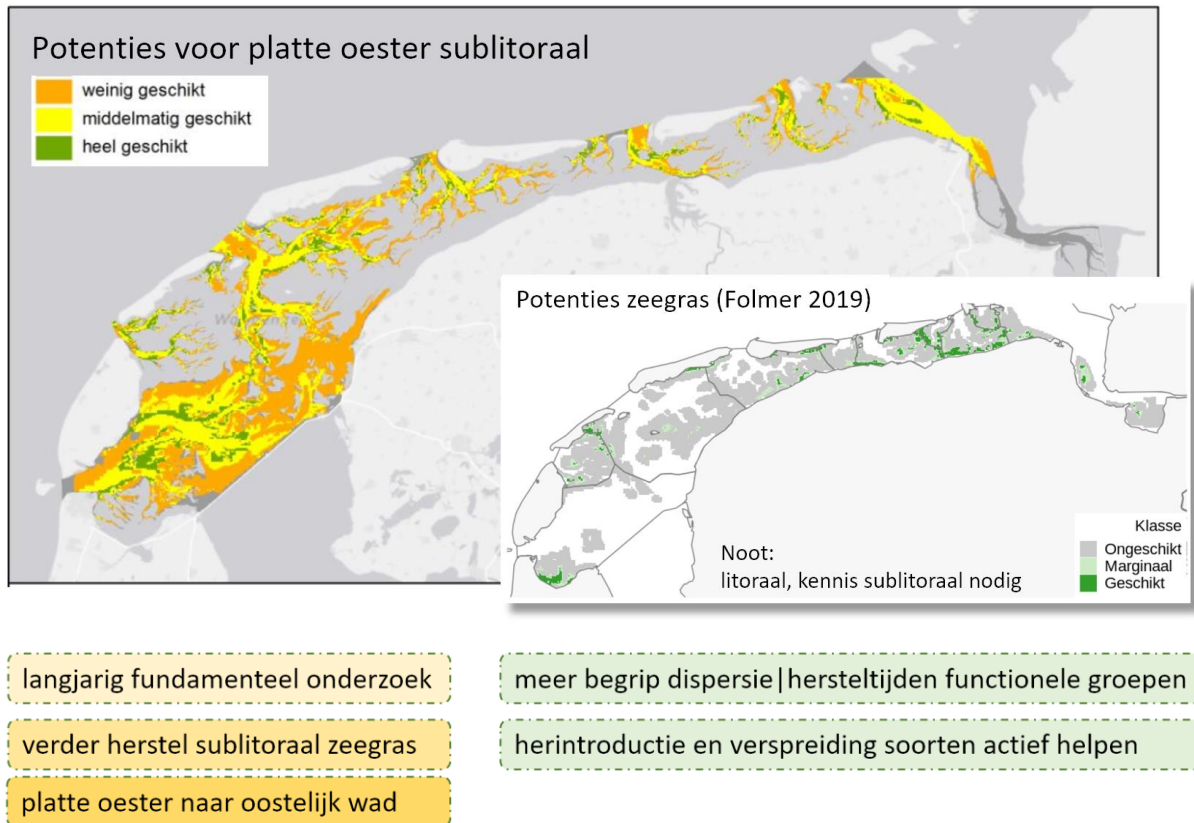 Potenties voor platte oester sublitoraal
weinig geschikt
middelmatig geschikt
heel geschikt
Potenties zeegras (Folmer 2019)
Noot:
litoraal, kennis sublitoraal nodig
Klasse
Ongeschikt
Marginaal
Geschikt
langjarig fundamenteel onderzoek
verder herstel sublitoraal zeegras
platte oester naar oostelijk wad
meer begrip dispersie|hersteltijden functionele groepen
herintroductie en verspreiding soorten actief helpen